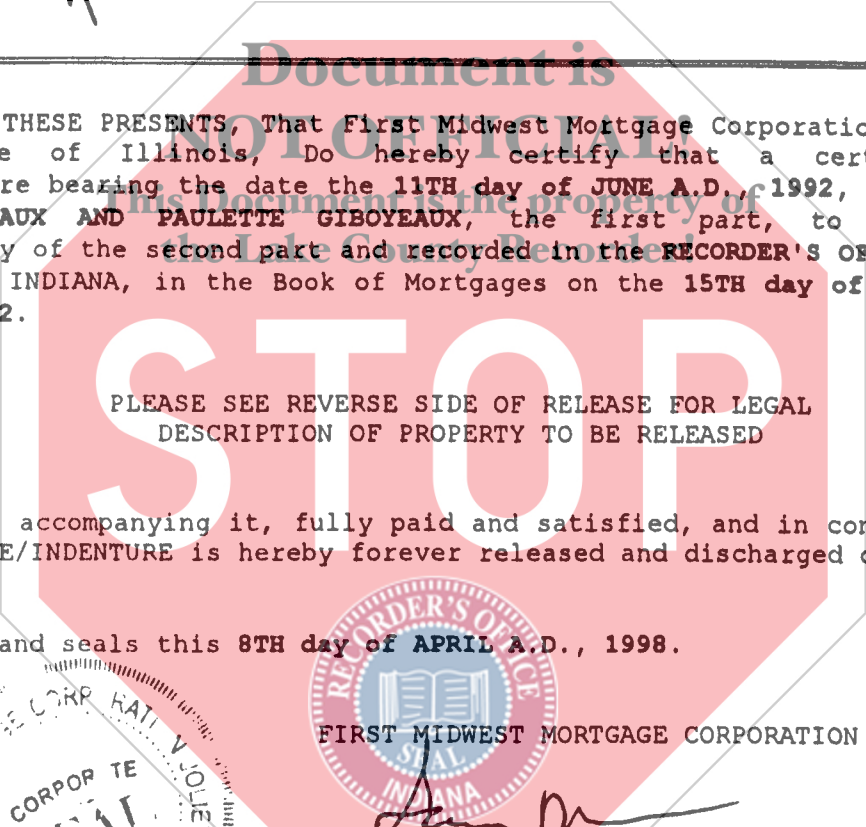 Document is
THESE PRESENTS, That First Midwest Mortgage Corporatio
NOT OFFICIAL!
e of Illinois, Do hereby certify that a cert
re bearing the date the 11TH day of JUNE A.D., 1992,
This Document is the property of
AUX AND PAULETTE GIBOYEAUX, the first part, to
y of the second part and recorded in the RECORDER'S OF
the Lake County Recorder!
INDIANA, in the Book of Mortgages on the 15TH day of
2.
STOP
PLEASE SEE REVERSE SIDE OF RELEASE FOR LEGAL
DESCRIPTION OF PROPERTY TO BE RELEASED
accompanying it, fully paid and satisfied, and in con
E/INDENTURE is hereby forever released and discharged o
RECORDER'S OFFICE
and seals this 8TH day of APRIL A.D., 1998.
FIRST MIDWEST MORTGAGE CORPORATION
SEAL
INDIANA